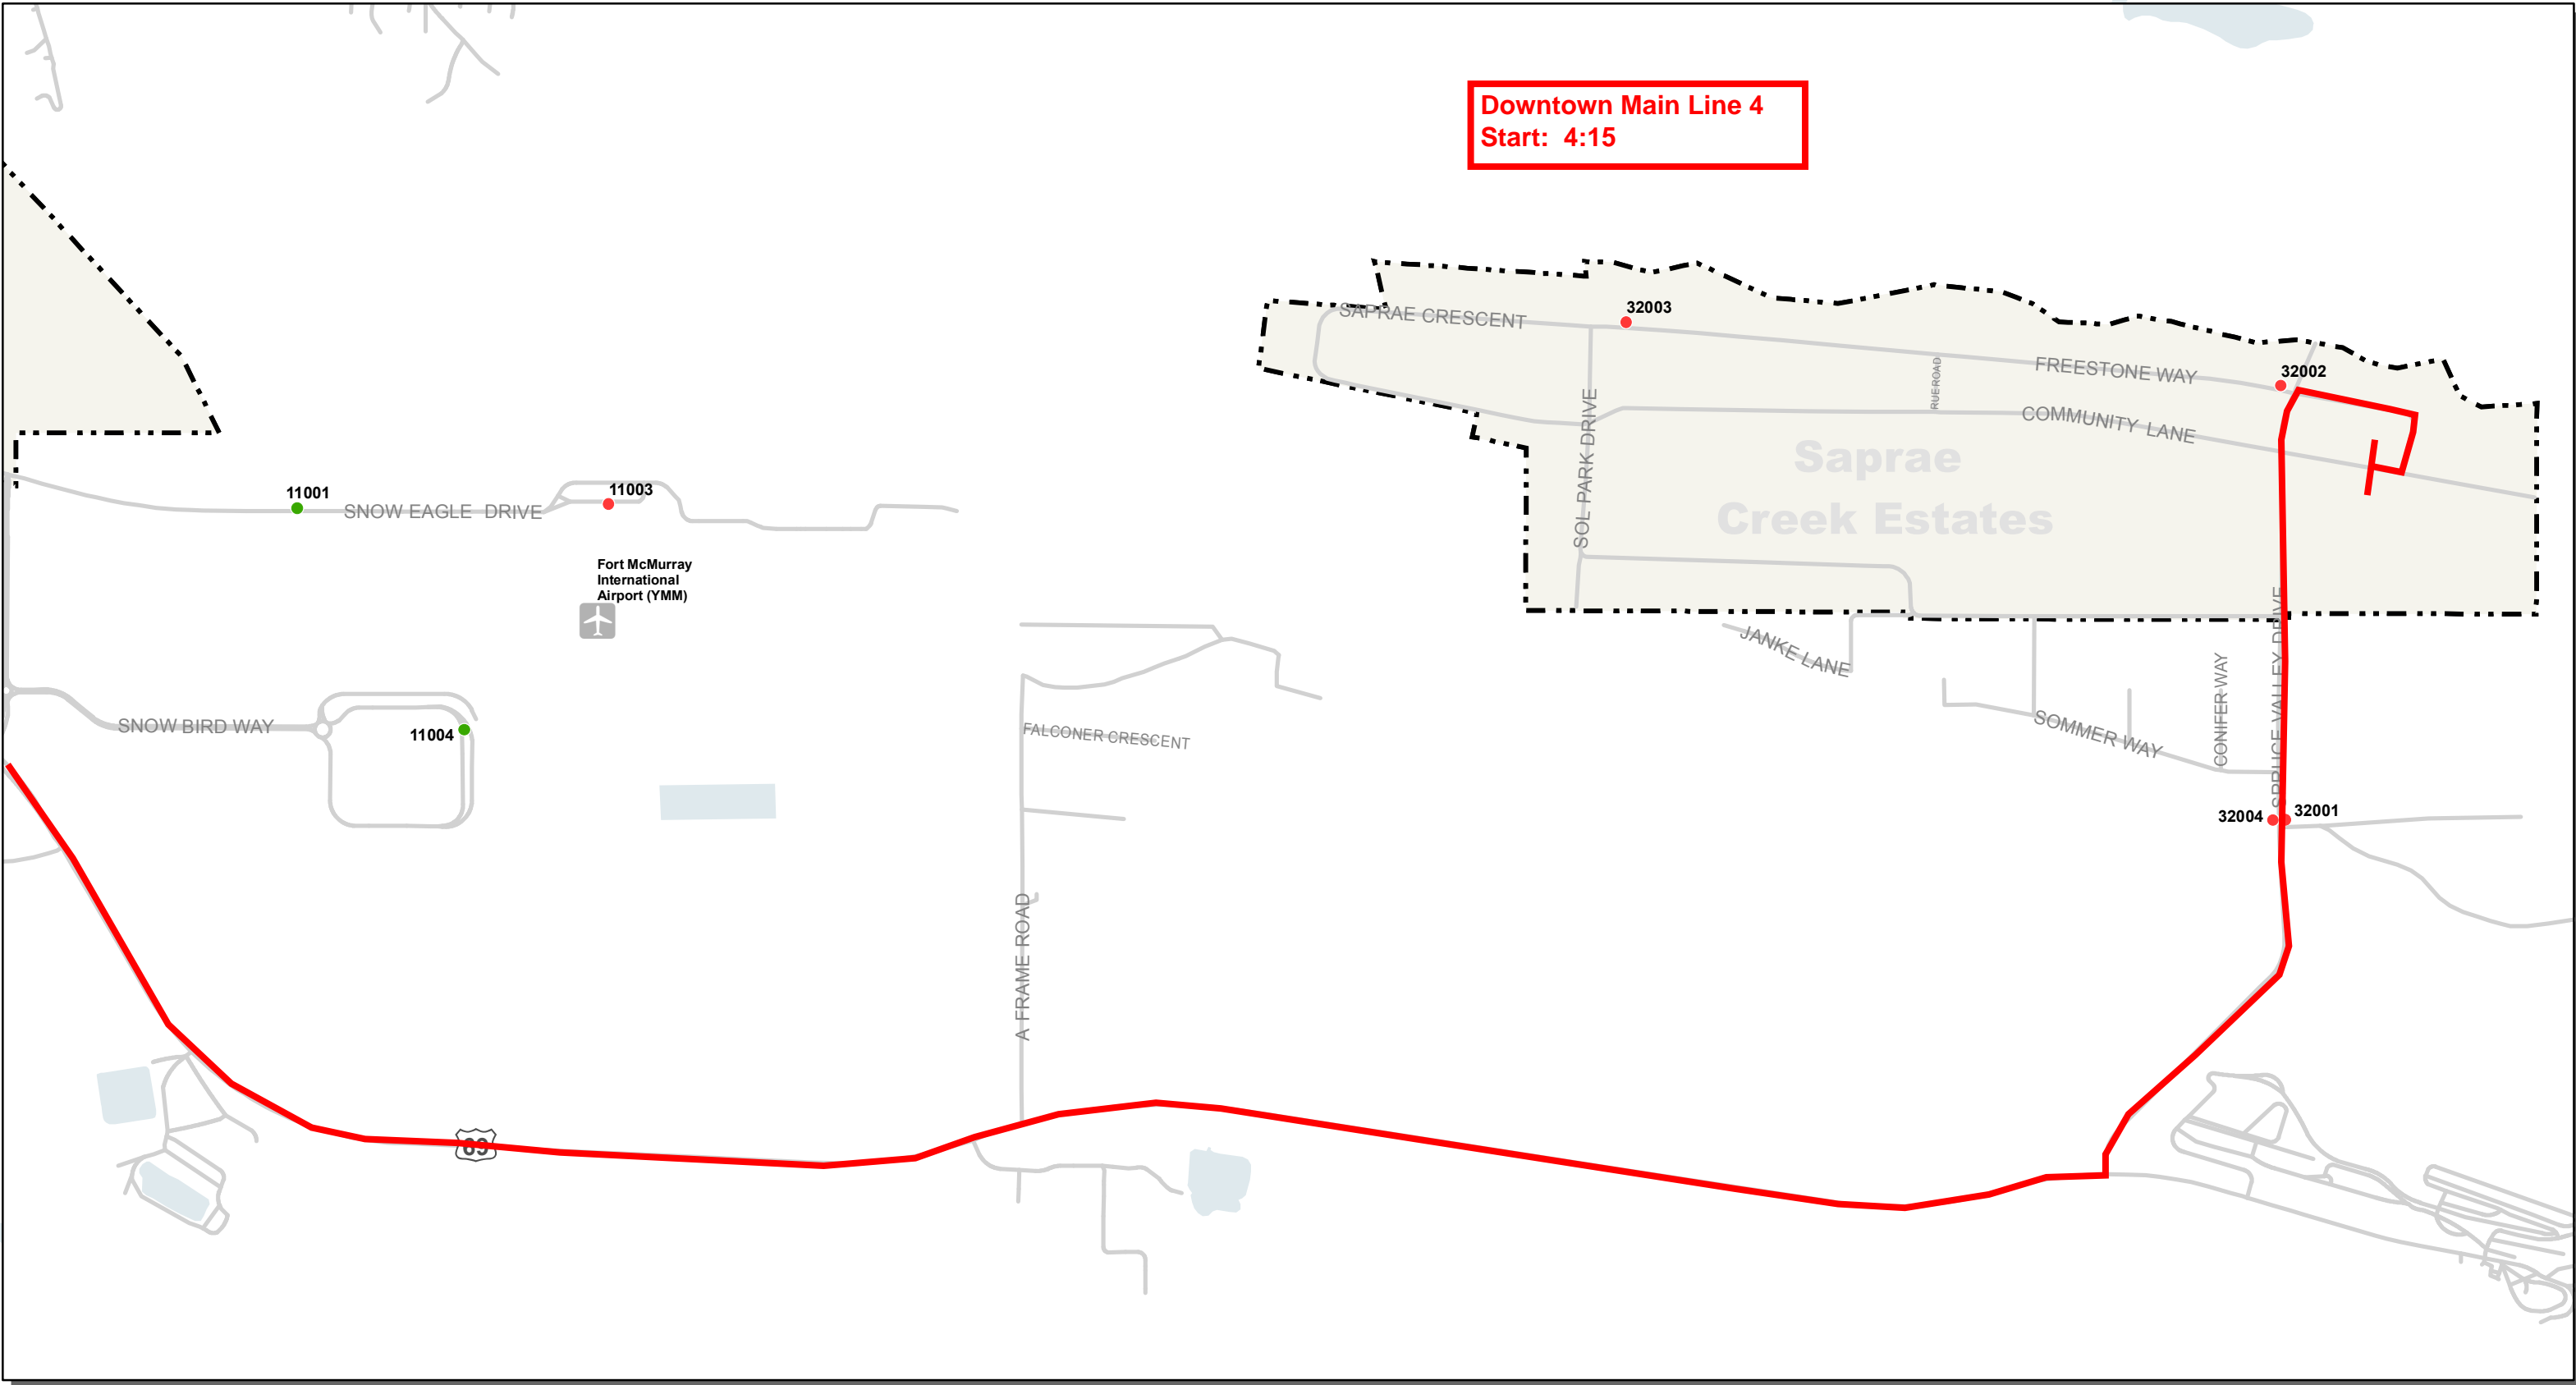 Downtown Main Line 4
Start: 4:15
SAPRAE CRESCENT
32003
FREESTONE WAY
32002
RUE ROAD
COMMUNITY LANE
SOL PARK DRIVE
Saprae
Creek Estates
11001
SNOW EAGLE DRIVE
11003
Fort McMurray
International
Airport (YMM)
SNOW BIRD WAY
11004
FALCONER CRESCENT
A FRAME ROAD
JANKE LANE
SOMMER WAY
CONIFER WAY
SPRUCE VALLEY DRIVE
32004
32001
69